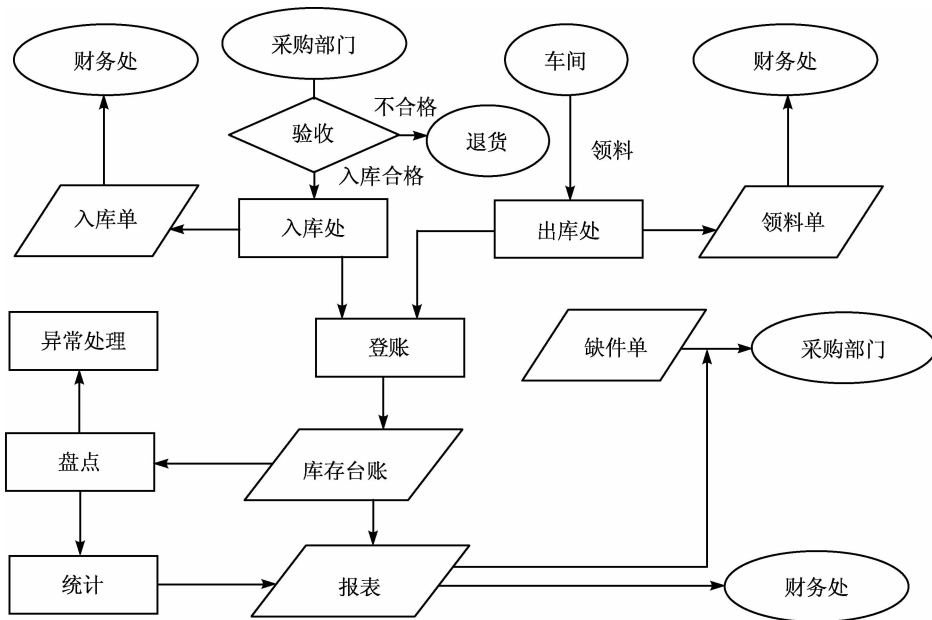 财务处
采购部门
车间
财务处
不合格
验收
退货
领料
入库合格
入库单
入库处
出库处
领料单
异常处理
登账
缺件单
采购部门
盘点
库存台账
统计
报表
财务处